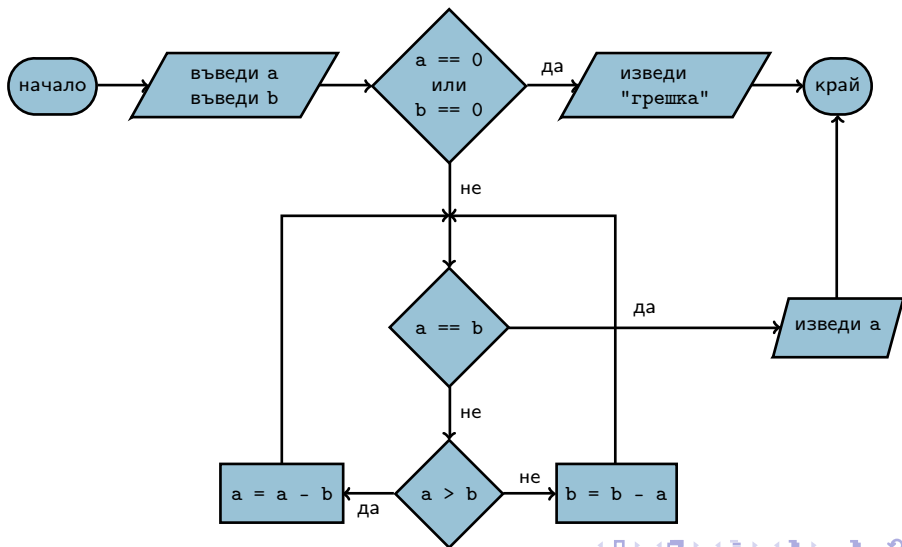 начало
въведи a
въведи b
a == 0
или
b == 0
да
изведи
"грешка"
край
не
a == b
да
изведи a
не
a = a - b
да
a > b
не
b = b - a